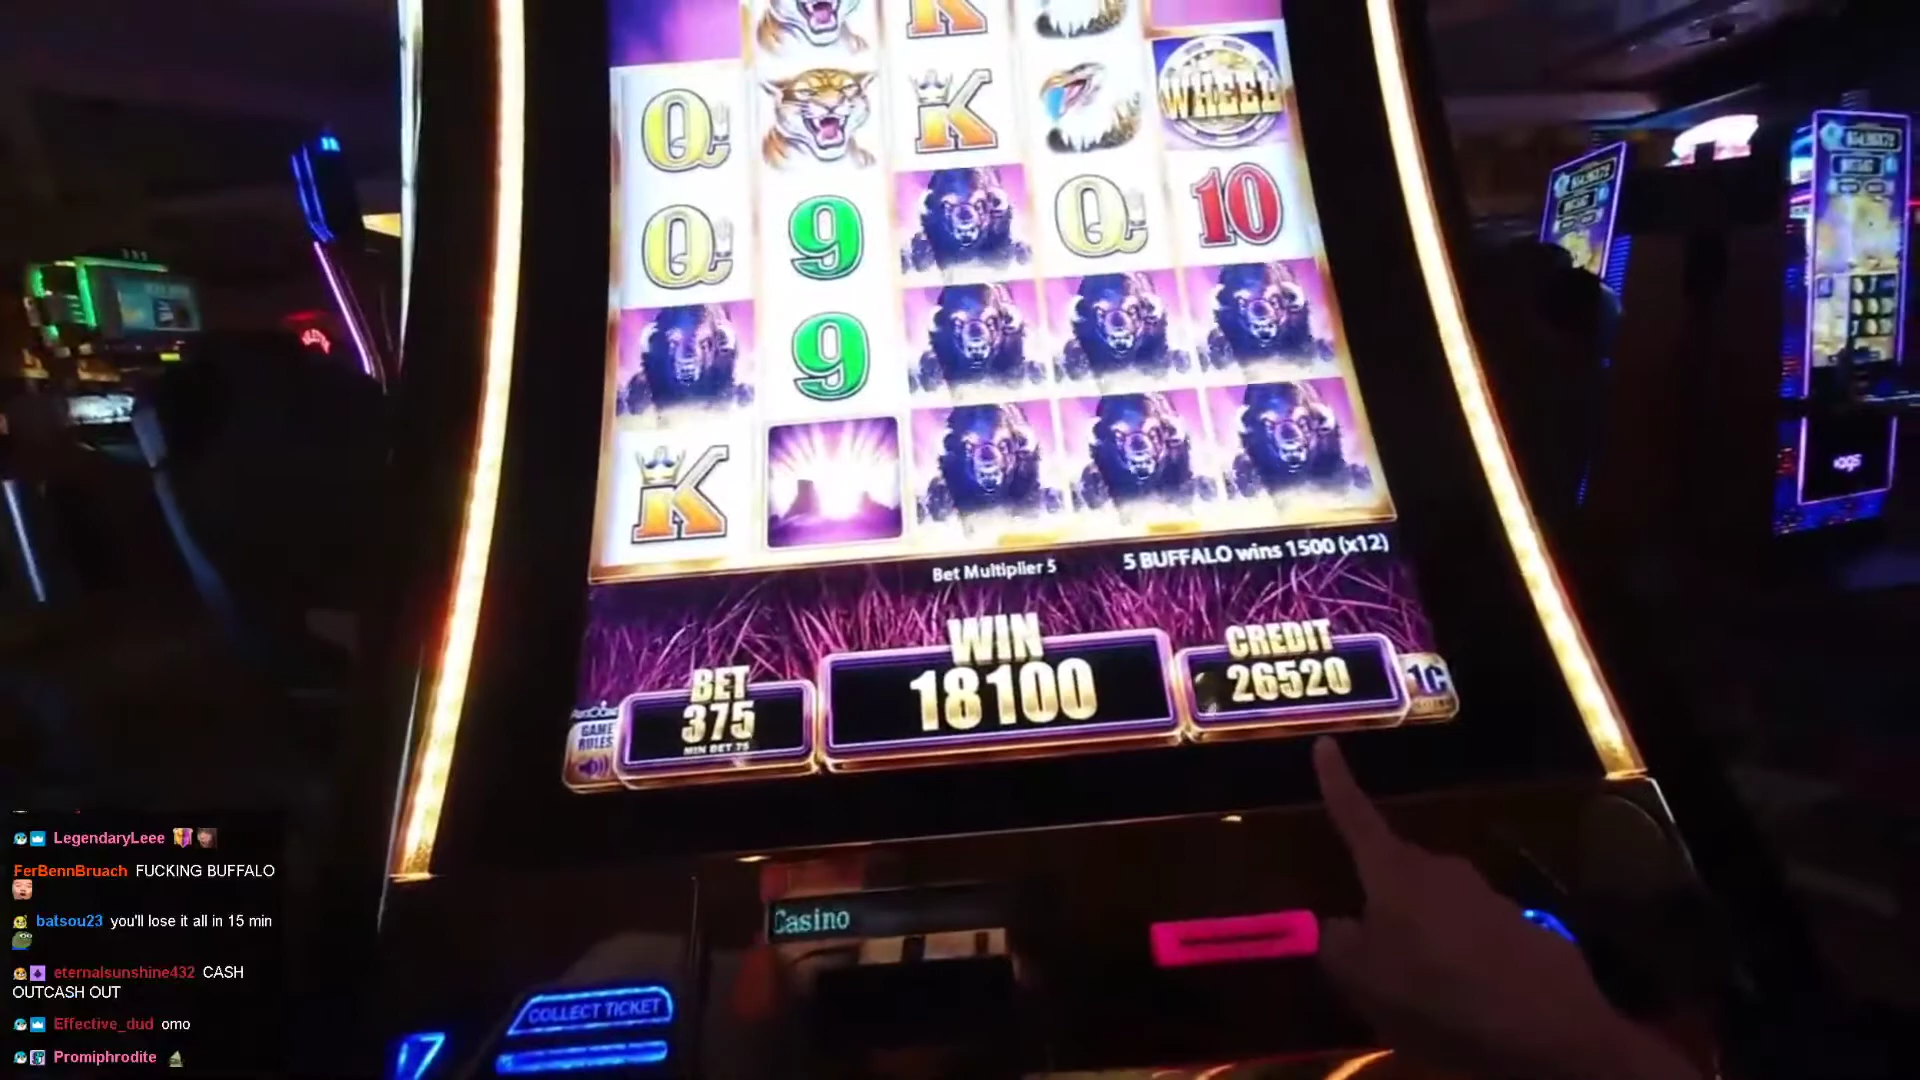 K
WHEEL
Q
K
Q
9
Q
10
9
K
Bet Multiplier 5
5 BUFFALO wins 1500 (x12)
BET
375
MIN BET 75
WIN
18100
CREDIT
26520
1C
GAME
RULES
Casino
COLLECT TICKET
LegendaryLeee
FerBennBruach FUCKING BUFFALO
batsou23 you'll lose it all in 15 min
eternalsunshine432 CASH
OUTCASH OUT
Effective_dud omo
Promiphrodite
ags